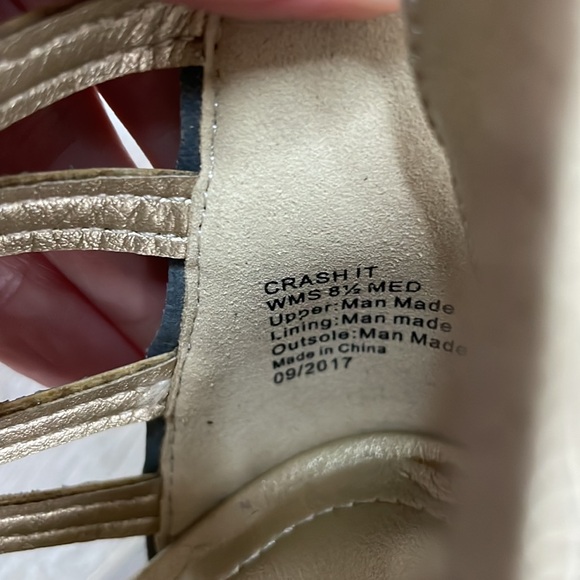 CRASH IT
WMS 8½ MED
Upper:Man Made
Lining:Man made
Outsole:Man Made
Made in China
09/2017